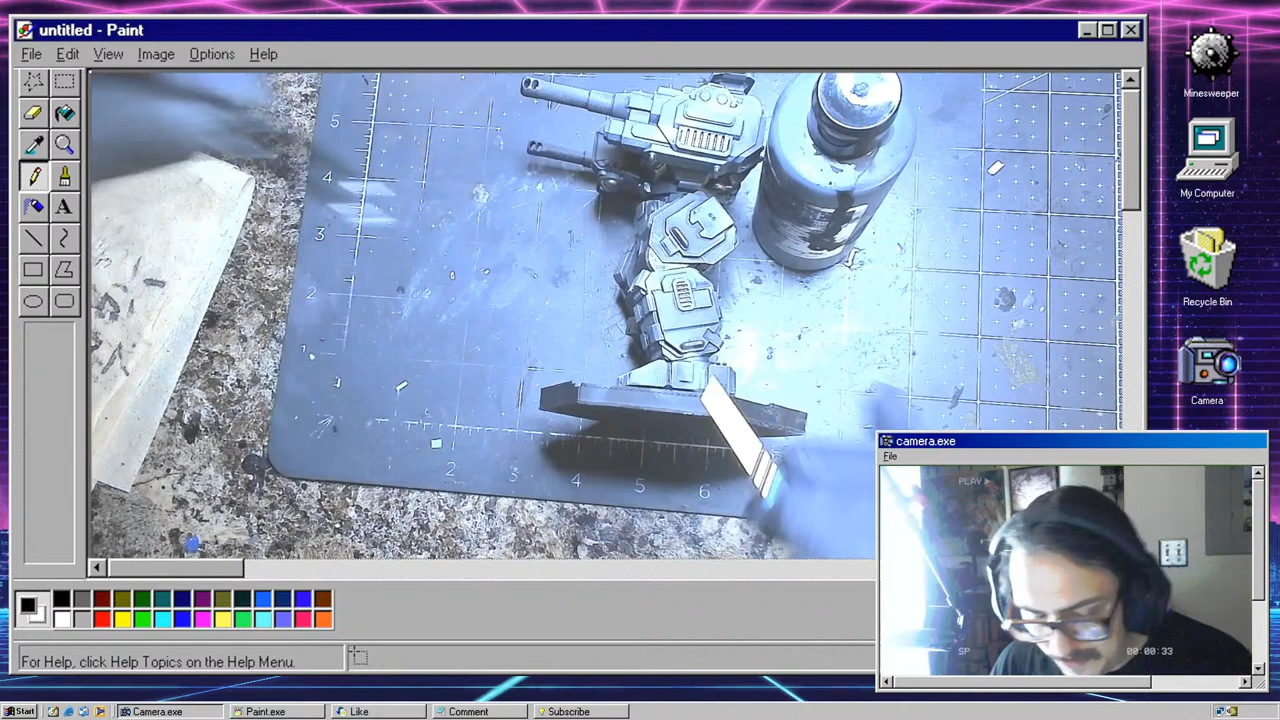 untitled - Paint
File Edit View Image Options Help
Minesweeper
My Computer
Recycle Bin
Camera
5
4
3
2
1
2
3
4
5
6
camera.exe
File
PLAY
SP 00:00:33
For Help, click Help Topics on the Help Menu.
Start Camera.exe Paint.exe Like Comment Subscribe